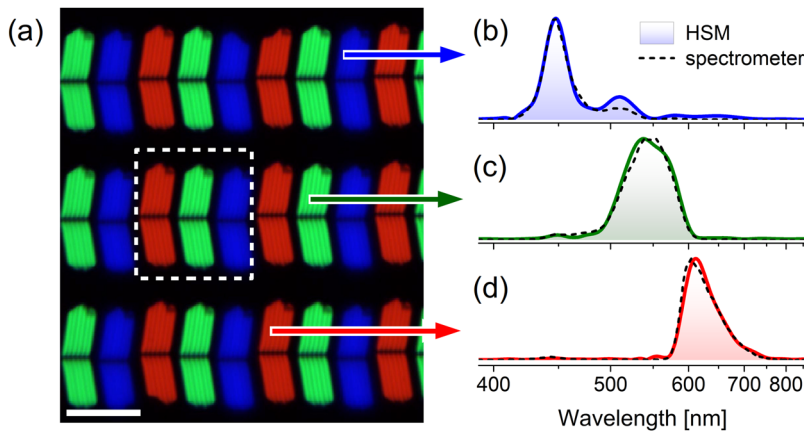 (a)
(b)
HSM
spectrometer
(c)
(d)
400 500 600 700 800
Wavelength [nm]